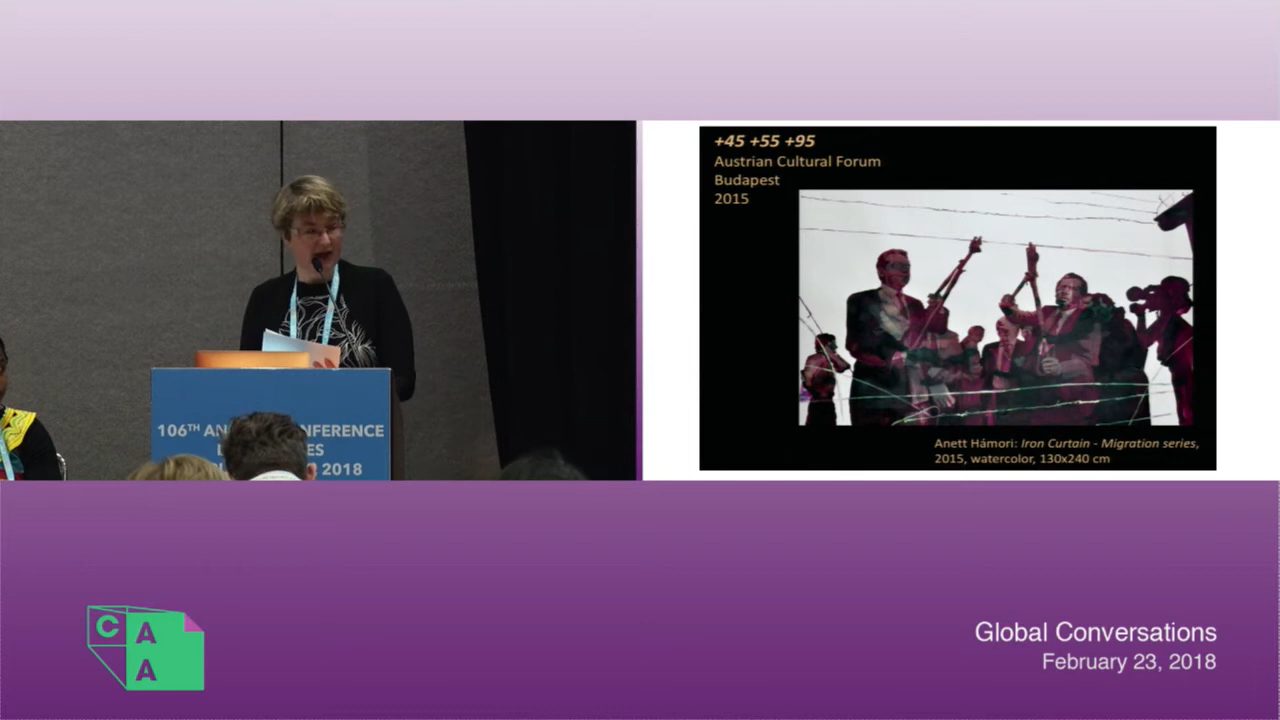 +45 +55 +95
Austrian Cultural Forum
Budapest
2015
Anett Hámori: Iron Curtain - Migration series,
2015, watercolor, 130x240 cm
106TH AN ONFERENCE
ES
2018
C A
A
Global Conversations
February 23, 2018